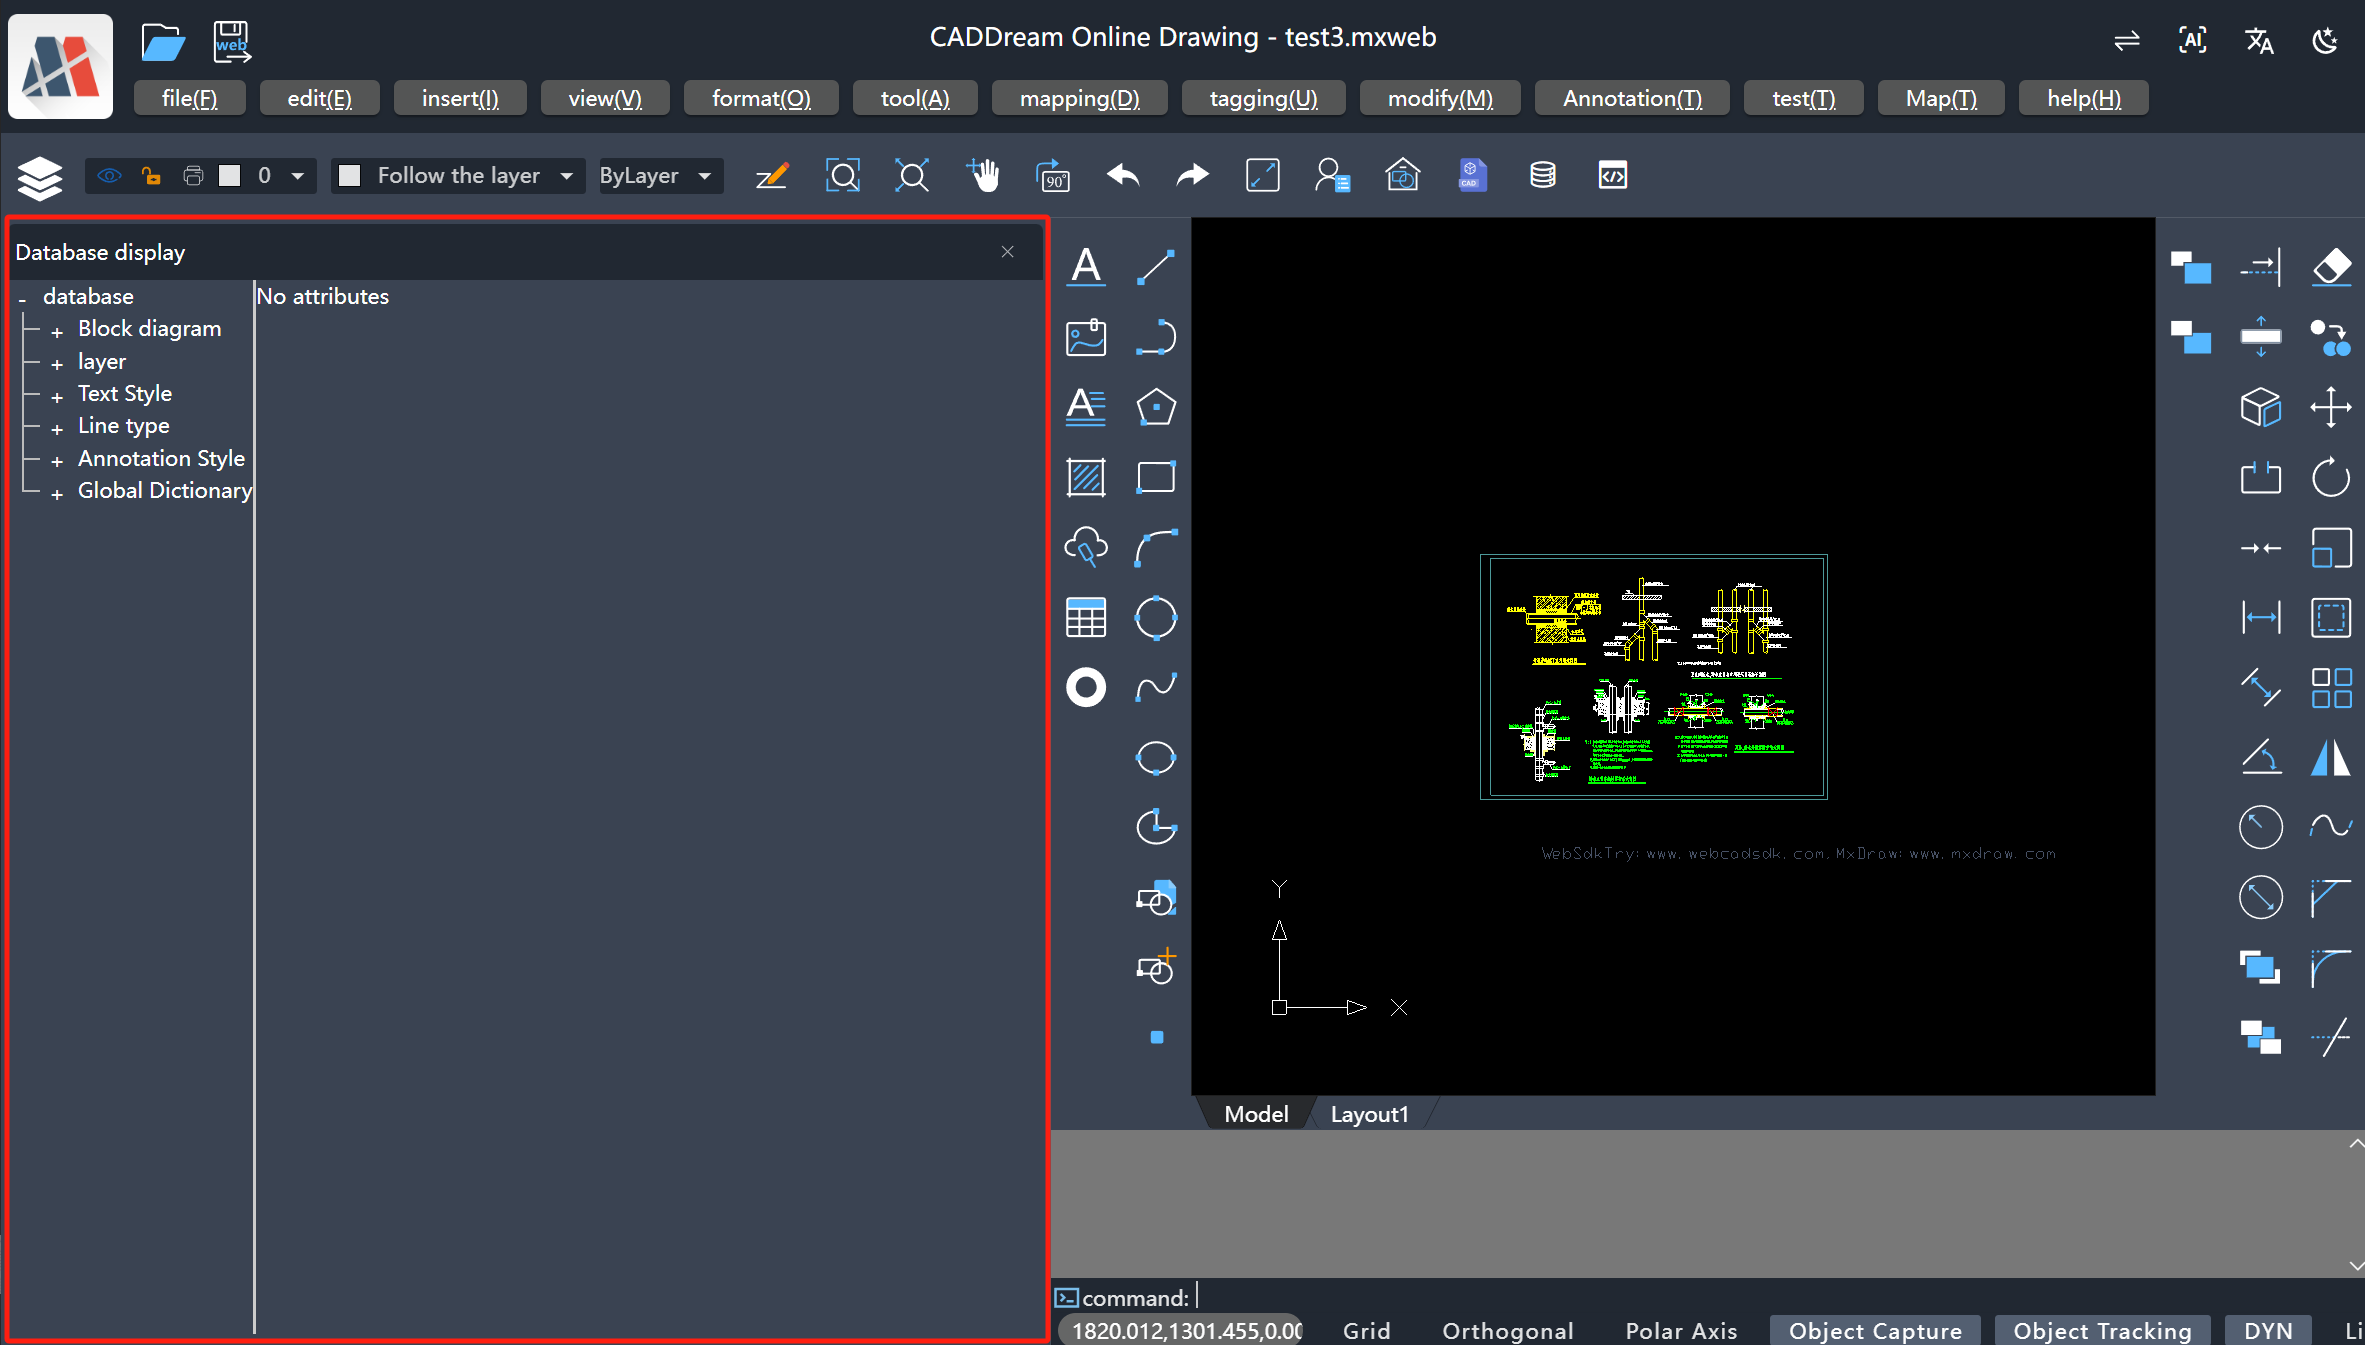 CADDream Online Drawing - test3.mxweb
web
AI
file(F) edit(E) insert(I) view(V) format(O) tool(A) mapping(D) tagging(U) modify(M) Annotation(T) test(T) Map(T) help(H)
0 Follow the layer ByLayer 90° CAD
Database display
- database
+ Block diagram
+ layer
+ Text Style
+ Line type
+ Annotation Style
+ Global Dictionary
No attributes
A
A
WebSdkTry: www. webcadsdk. com. MxDraw: www. mxdraw. com
Y
X
Model Layout1
command:
1820.012,1301.455,0.00 Grid Orthogonal Polar Axis Object Capture Object Tracking DYN Li